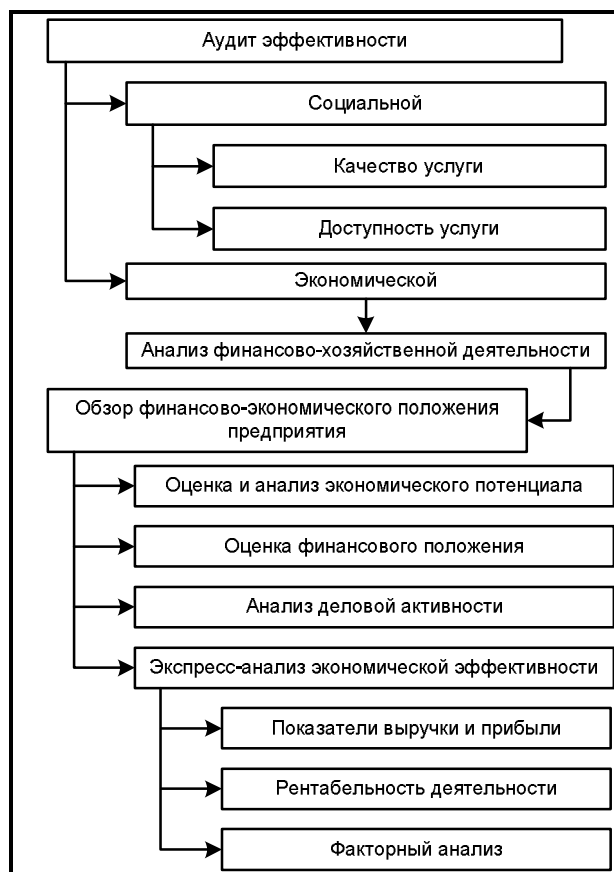 Аудит эффективности
Социальной
Качество услуги
Доступность услуги
Экономической
Анализ финансово-хозяйственной деятельности
Обзор финансово-экономического положения
предприятия
Оценка и анализ экономического потенциала
Оценка финансового положения
Анализ деловой активности
Экспресс-анализ экономической эффективности
Показатели выручки и прибыли
Рентабельность деятельности
Факторный анализ